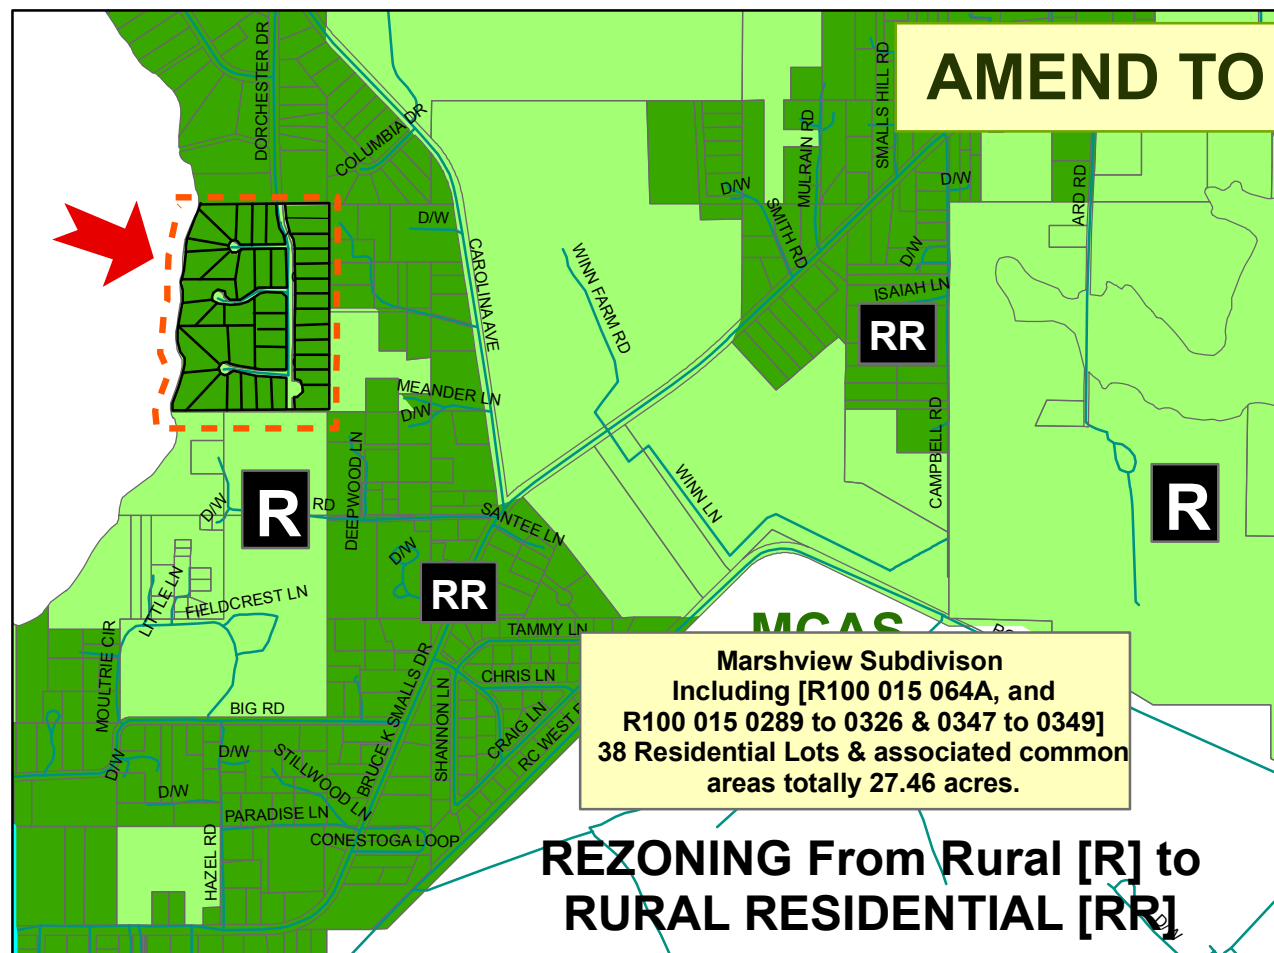 AMEND TO
DORCHESTER DR
COLUMBIA DR
SMALLS HILL RD
MULRAIN RD
D/W
D/W
ARD RD
D/W
SMITH RD
CAROLINA AVE
WINN FARM RD
D/W
ISAIAH LN
RR
MEANDER LN
D/W
CAMPBELL RD
DEEPWOOD LN
WINN LN
R
R
D/W
RD
SANTEE LN
D/W
RR
LITTLE LN
FIELDCREST LN
MOULTRIE CIR
TAMMY LN
MCAS
Marshview Subdivison
Including [R100 015 064A, and
R100 015 0289 to 0326 & 0347 to 0349]
38 Residential Lots & associated common
areas totally 27.46 acres.
CHRIS LN
BRUCE K SMALLS DR
SHANNON LN
BIG RD
CRAIG LN
RC WEST
D/W
D/W
STILLWOOD LN
D/W
PARADISE LN
CONESTOGA LOOP
HAZEL RD
REZONING From Rural [R] to
RURAL RESIDENTIAL [RR]
D/W